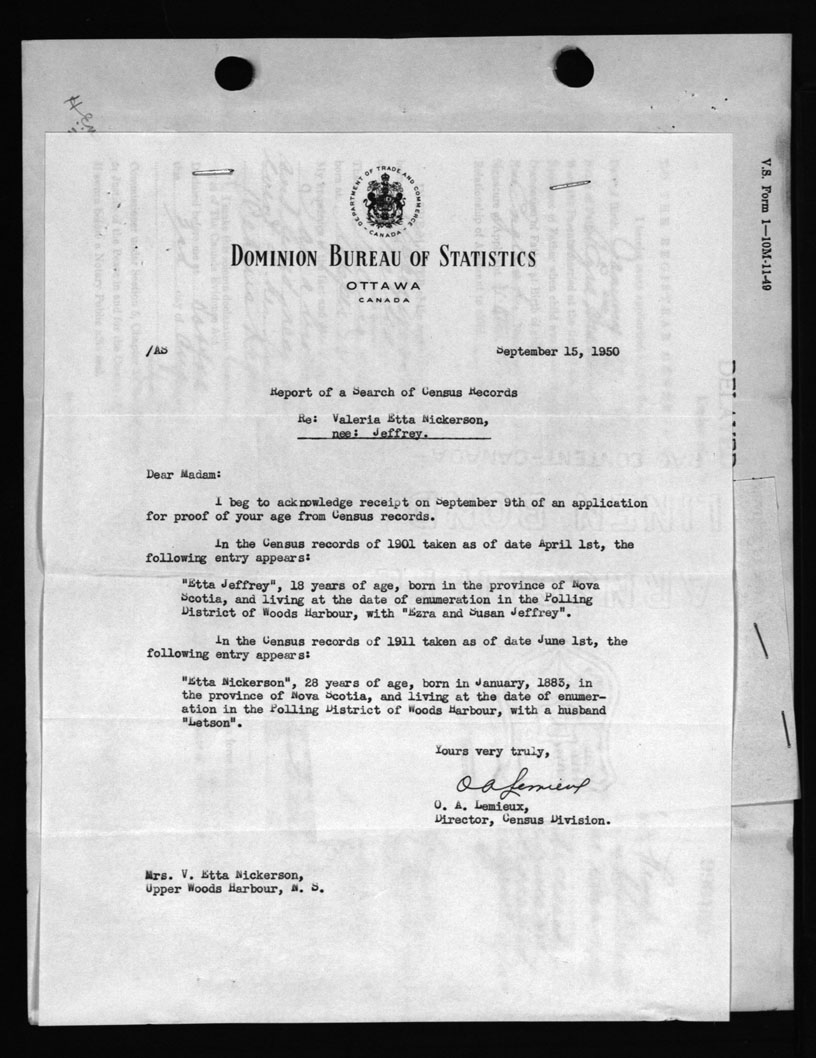 DEPARTMENT OF TRADE AND COMMERCE
CANADA
DOMINION BUREAU OF STATISTICS
OTTAWA
CANADA
V.S. Form 1—10M-11-49
/AS September 15, 1950
Report of a Search of Census Records
Re: Valeria Etta Nickerson,
nee: Jeffrey.
Dear Madam:
I beg to acknowledge receipt on September 9th of an application
for proof of your age from Census records.
In the Census records of 1901 taken as of date April 1st, the
following entry appears:
"Etta Jeffrey", 18 years of age, born in the province of Nova
Scotia, and living at the date of enumeration in the Polling
District of Woods Harbour, with "Ezra and Susan Jeffrey".
In the Census records of 1911 taken as of date June 1st, the
following entry appears:
"Etta Nickerson", 28 years of age, born in January, 1883, in
the province of Nova Scotia, and living at the date of enumer-
ation in the Polling District of Woods Harbour, with a husband
"Letson".
Yours very truly,
O A Lemieux
O. A. Lemieux,
Director, Census Division.
Mrs. V. Etta Nickerson,
Upper Woods Harbour, N. S.